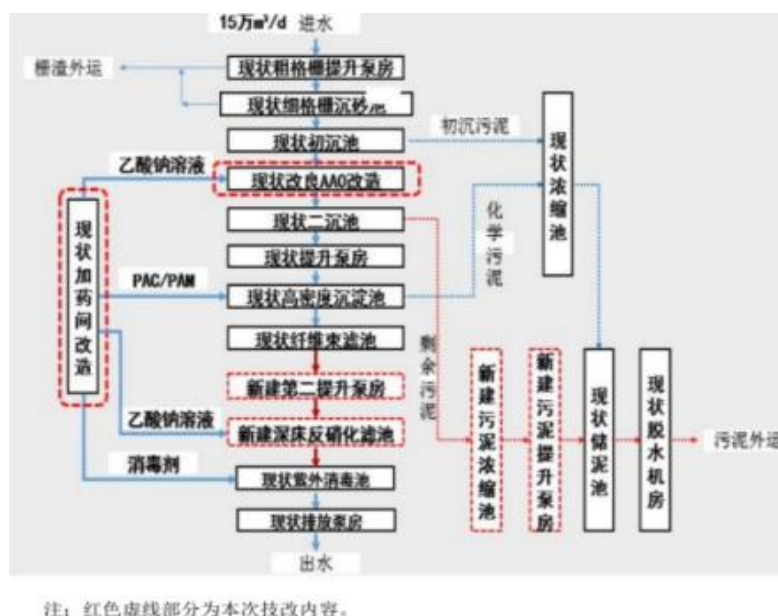 15万m³/d 进水
栅渣外运
现状粗格栅提升泵房
现状细格栅沉砂池
现状初沉池
初沉污泥
现状浓缩池
乙酸钠溶液
现状改良AAO改造
现状二沉池
化学污泥
现状加药间改造
现状提升泵房
PAC/PAM
现状高密度沉淀池
现状纤维束滤池
剩余污泥
新建第二提升泵房
乙酸钠溶液
新建深床反硝化滤池
新建污泥浓缩池
新建污泥提升泵房
现状储泥池
现状脱水机房
污泥外运
消毒剂
现状紫外消毒池
现状排放泵房
出水
注：红色虚线部分为本次技改内容。